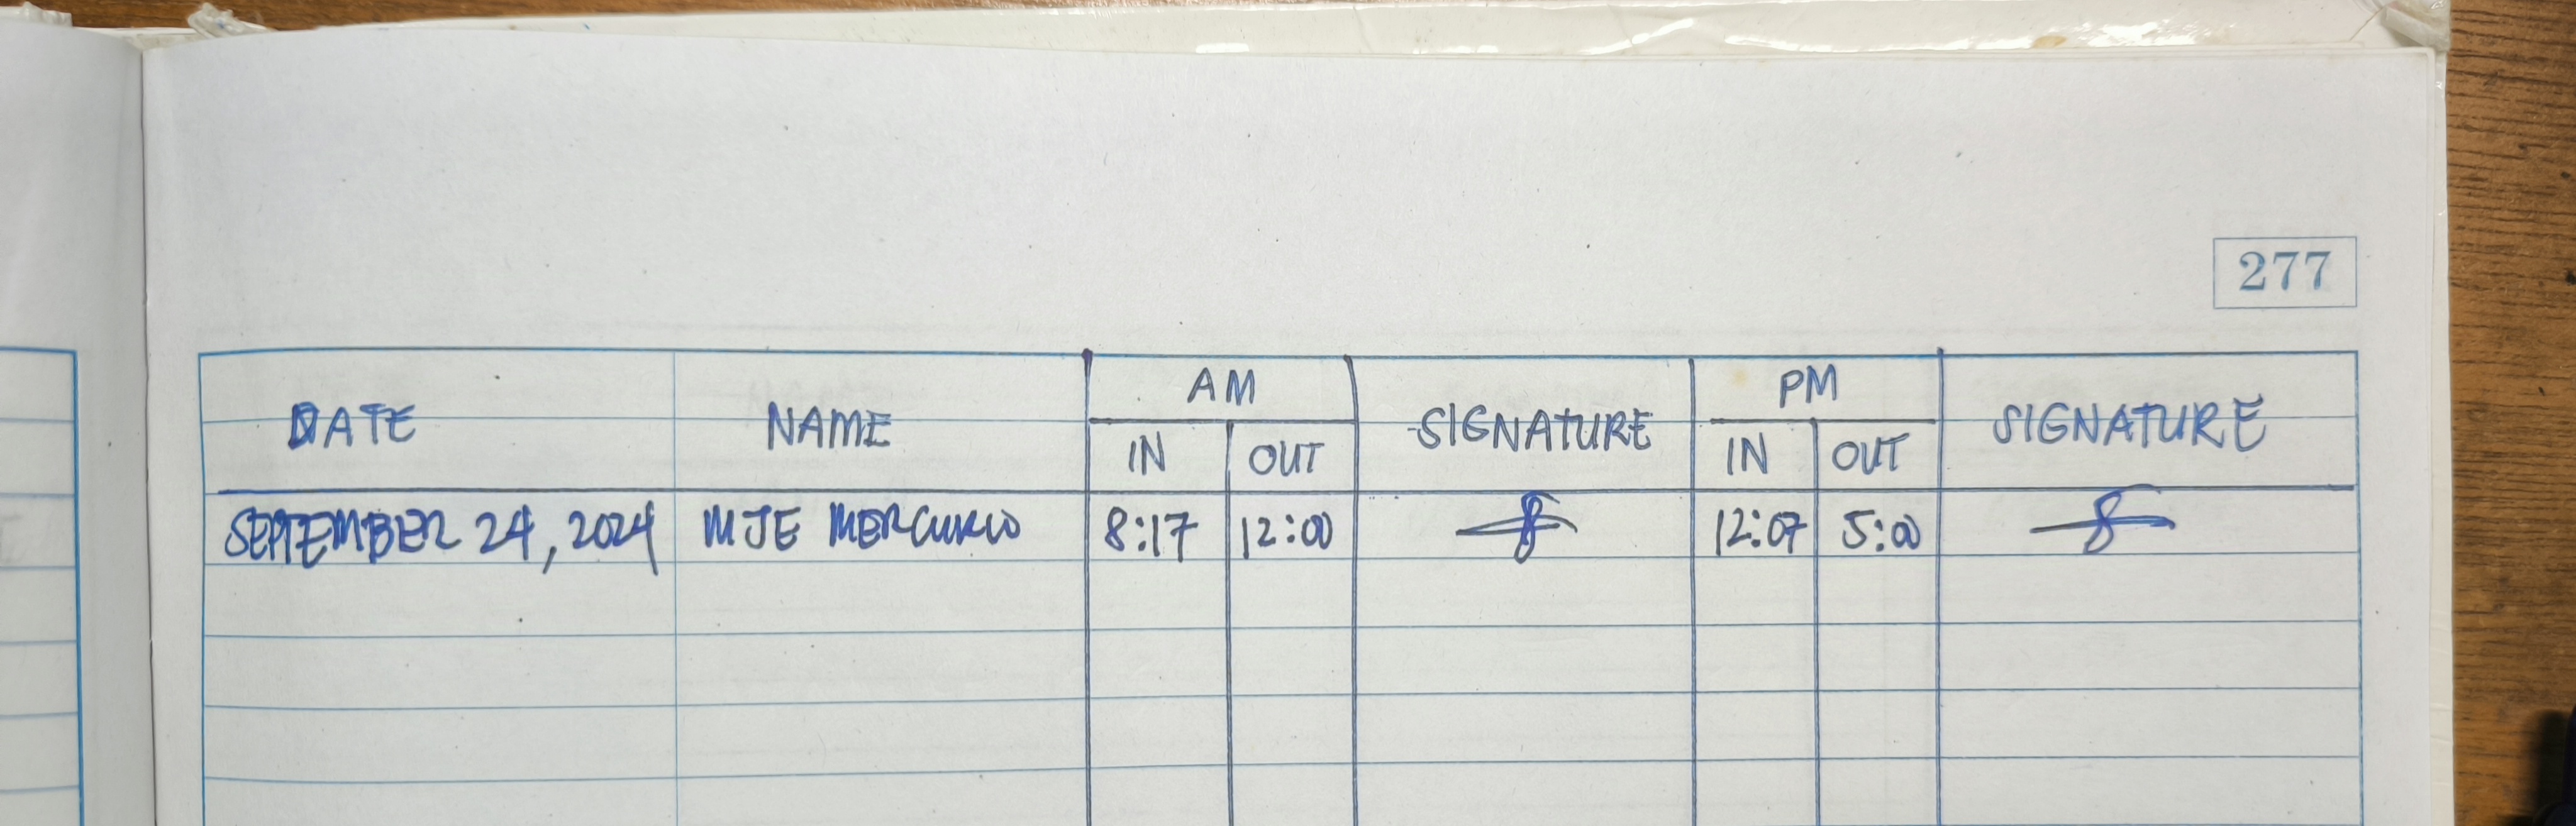 277
DATE NAME AM SIGNATURE PM SIGNATURE
IN OUT IN OUT
SEPTEMBER 24, 2024 MJE MERCURIO 8:17 12:00 12:07 5:00